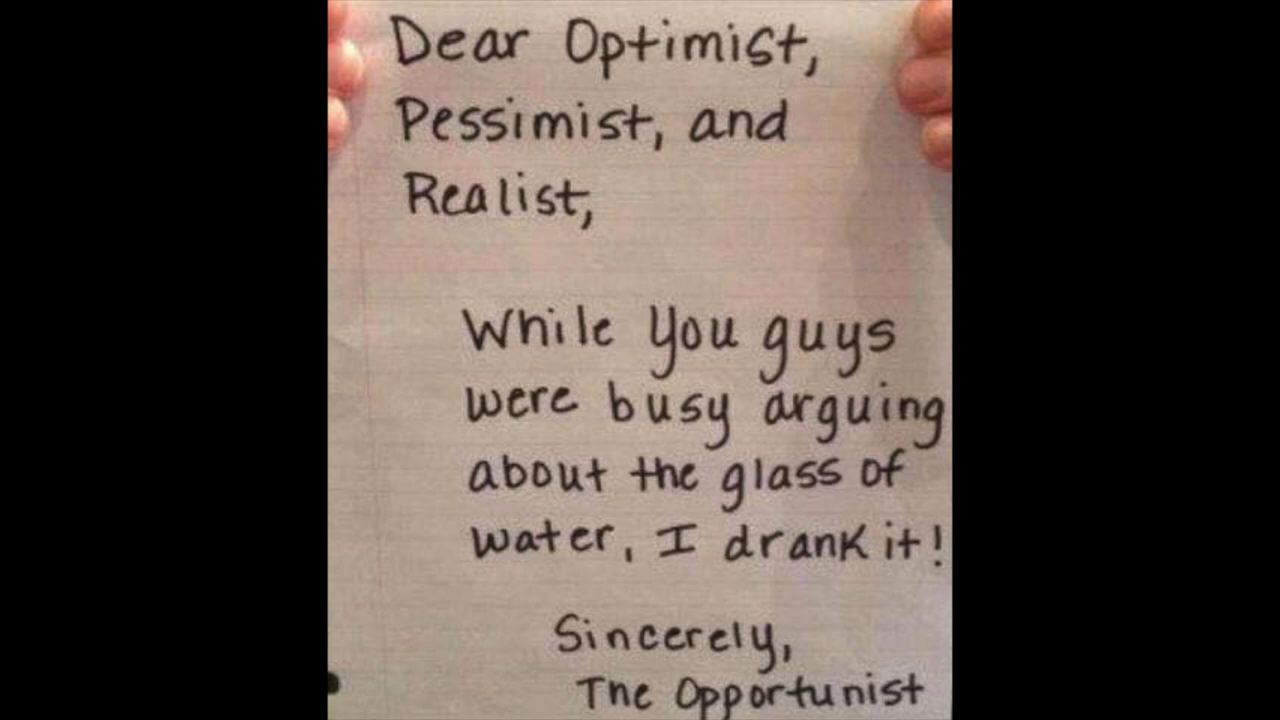 Dear Optimist,
Pessimist, and
Realist,
While You guys
were busy arguing
about the glass of
water, I drank it!
Sincerely,
The Opportunist